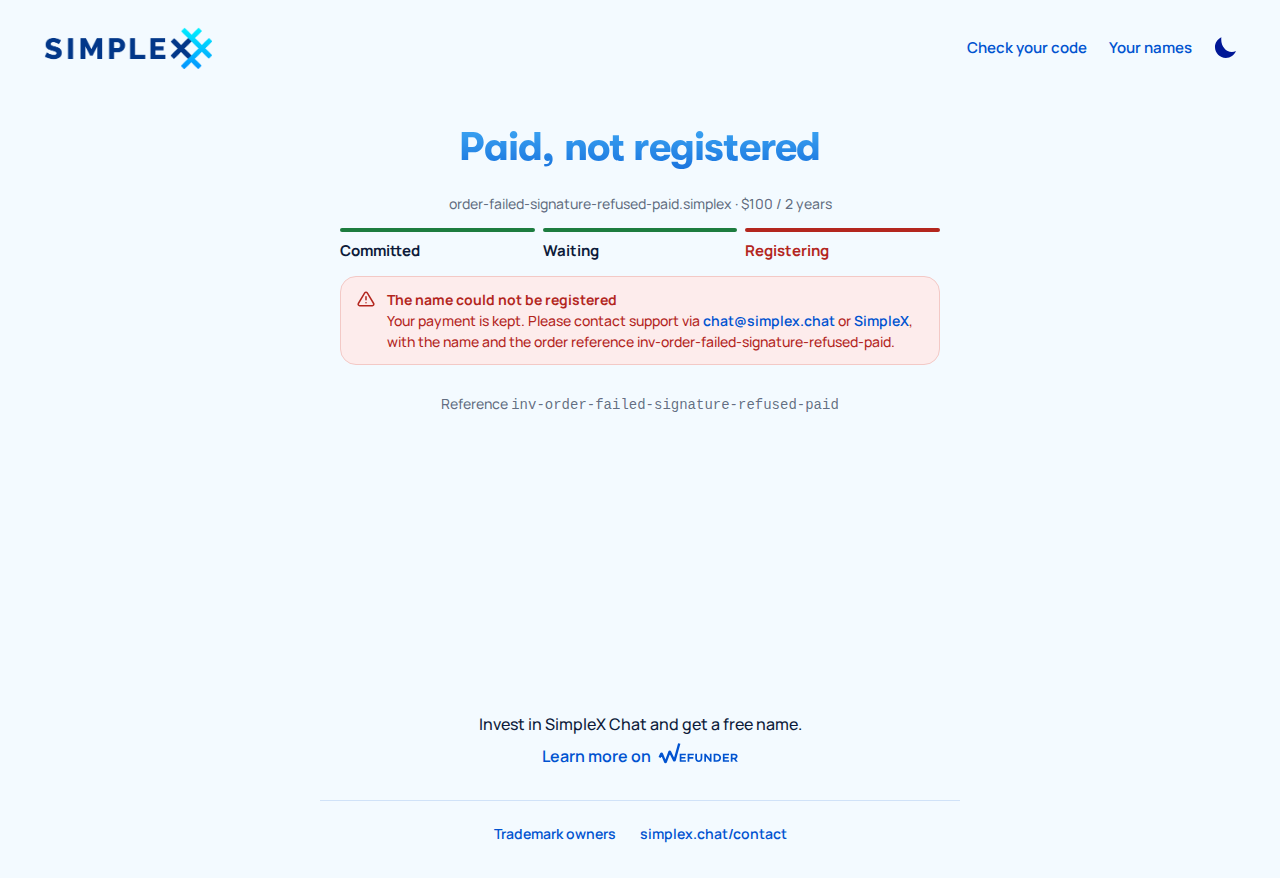 SIMPLEX
Check your code
Your names
Paid, not registered
order-failed-signature-refused-paid.simplex · $100 / 2 years
Committed
Waiting
Registering
The name could not be registered
Your payment is kept. Please contact support via chat@simplex.chat or SimpleX,
with the name and the order reference inv-order-failed-signature-refused-paid.
Reference inv-order-failed-signature-refused-paid
Invest in SimpleX Chat and get a free name.
Learn more on WEFUNDER
Trademark owners
simplex.chat/contact